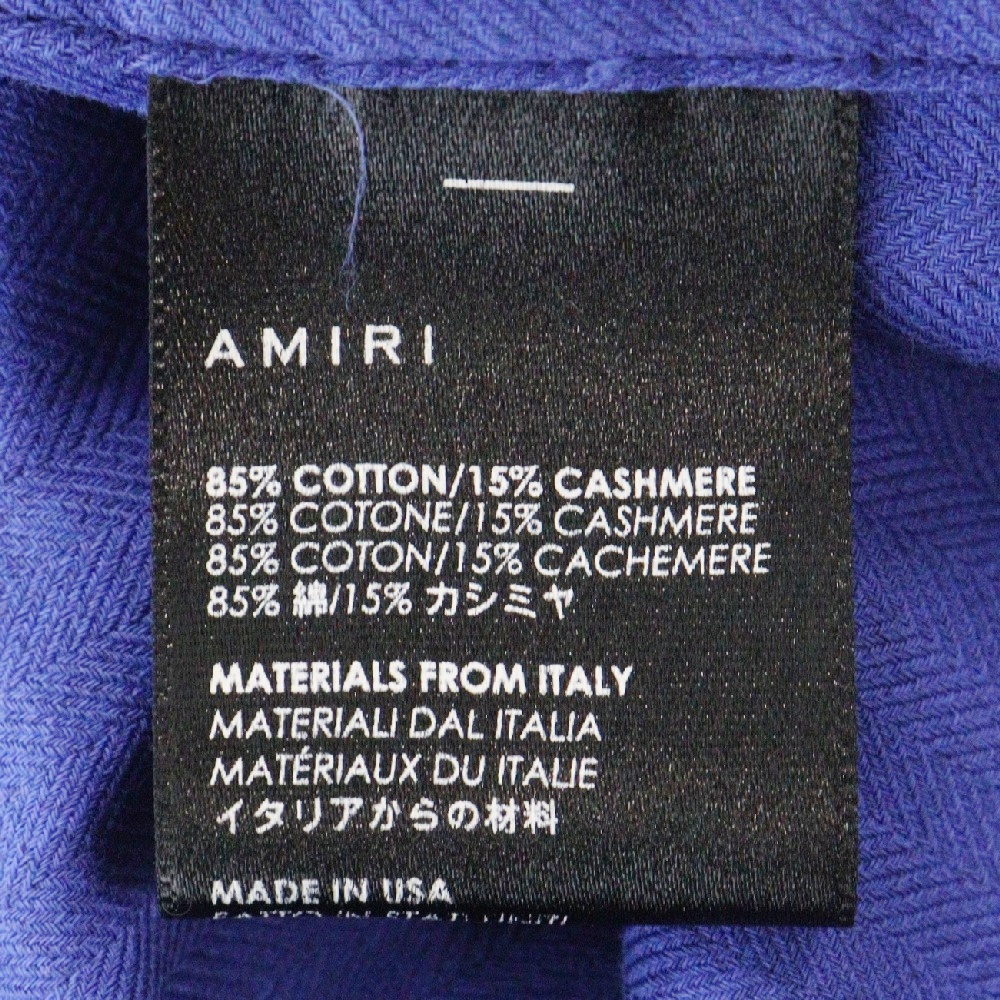 AMIRI
85% COTTON/15% CASHMERE
85% COTONE/15% CASHMERE
85% COTON/15% CACHEMERE
85% 綿/15% カシミヤ
MATERIALS FROM ITALY
MATERIALI DAL ITALIA
MATÉRIAUX DU ITALIE
イタリアからの材料
MADE IN USA